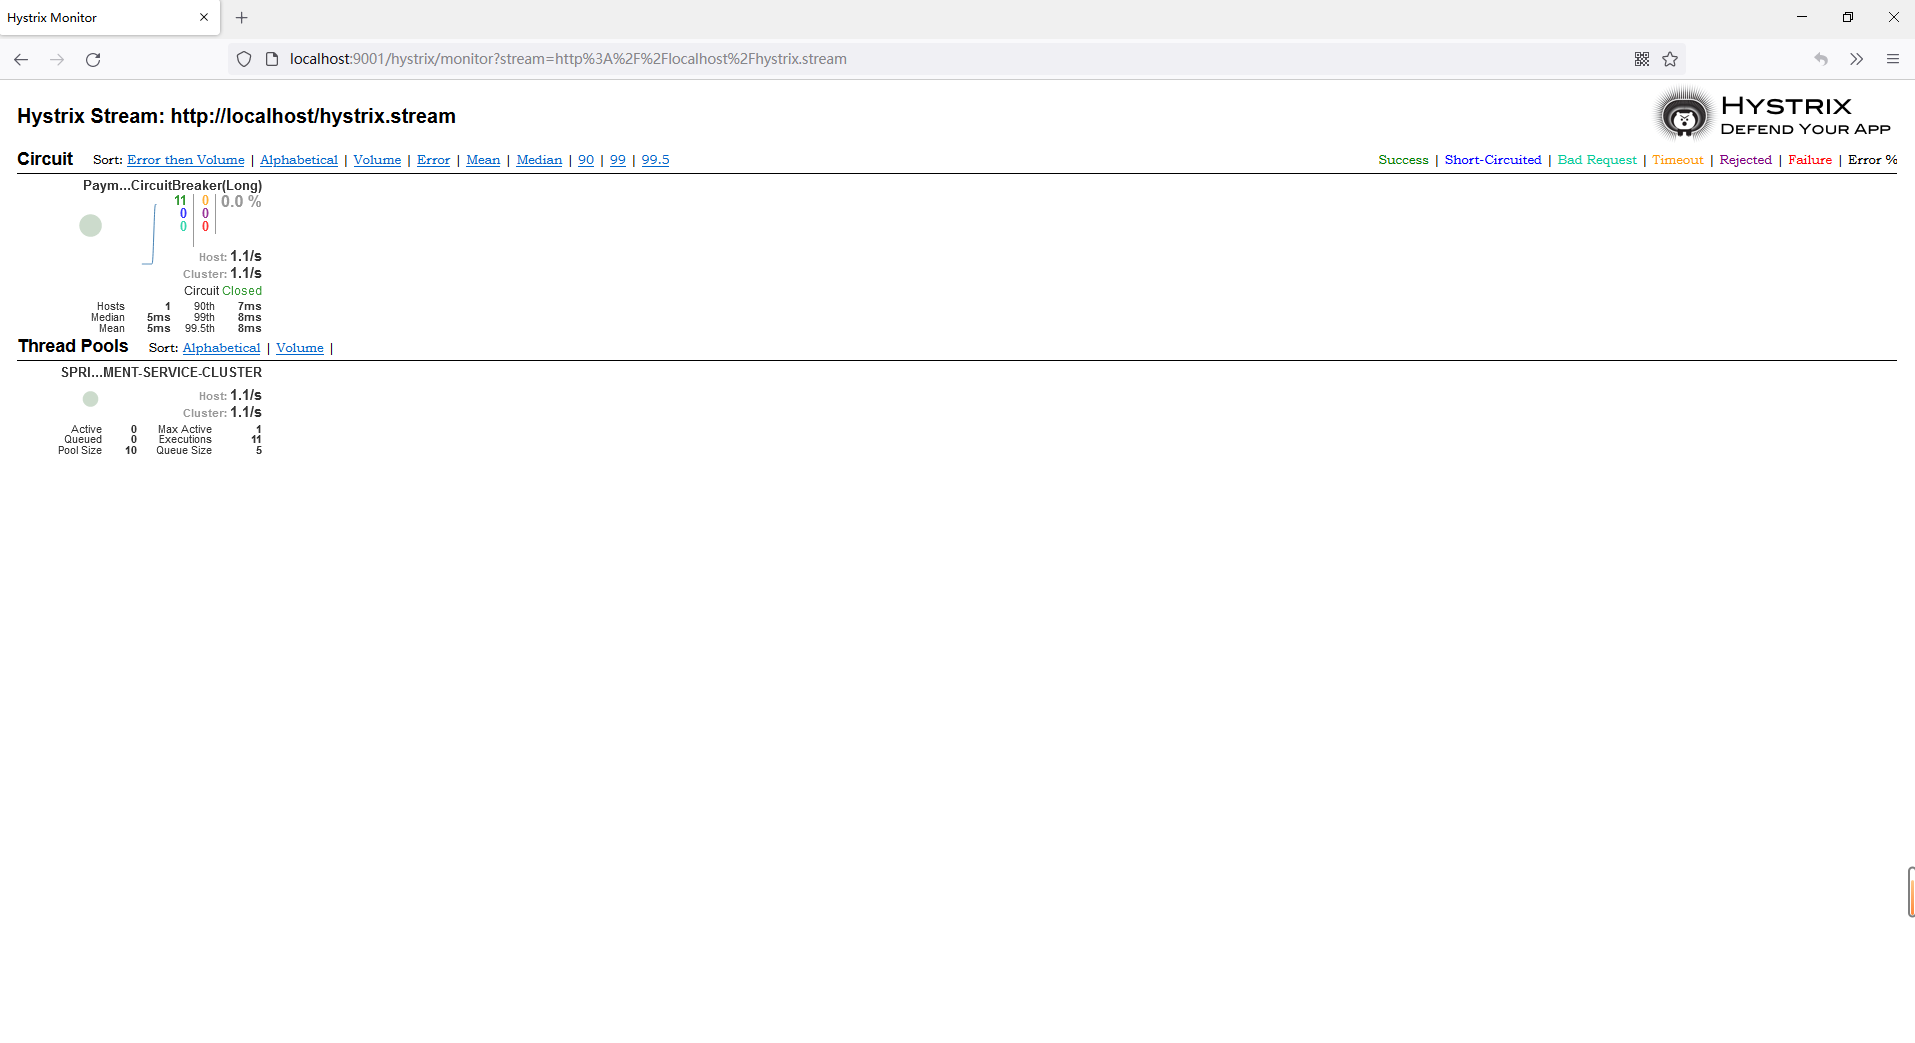 Hystrix Monitor
localhost:9001/hystrix/monitor?stream=http%3A%2F%2Flocalhost%2Fhystrix.stream
Hystrix Stream: http://localhost/hystrix.stream
HYSTRIX
DEFEND YOUR APP
Circuit Sort: Error then Volume | Alphabetical | Volume | Error | Mean | Median | 90 | 99 | 99.5
Success | Short-Circuited | Bad Request | Timeout | Rejected | Failure | Error %
Paym...CircuitBreaker(Long)
11 0 0.0 %
0 0
0 0
Host: 1.1/s
Cluster: 1.1/s
Circuit Closed
Hosts 1 90th 7ms
Median 5ms 99th 8ms
Mean 5ms 99.5th 8ms
Thread Pools Sort: Alphabetical | Volume |
SPRI...MENT-SERVICE-CLUSTER
Host: 1.1/s
Cluster: 1.1/s
Active 0 Max Active 1
Queued 0 Executions 11
Pool Size 10 Queue Size 5